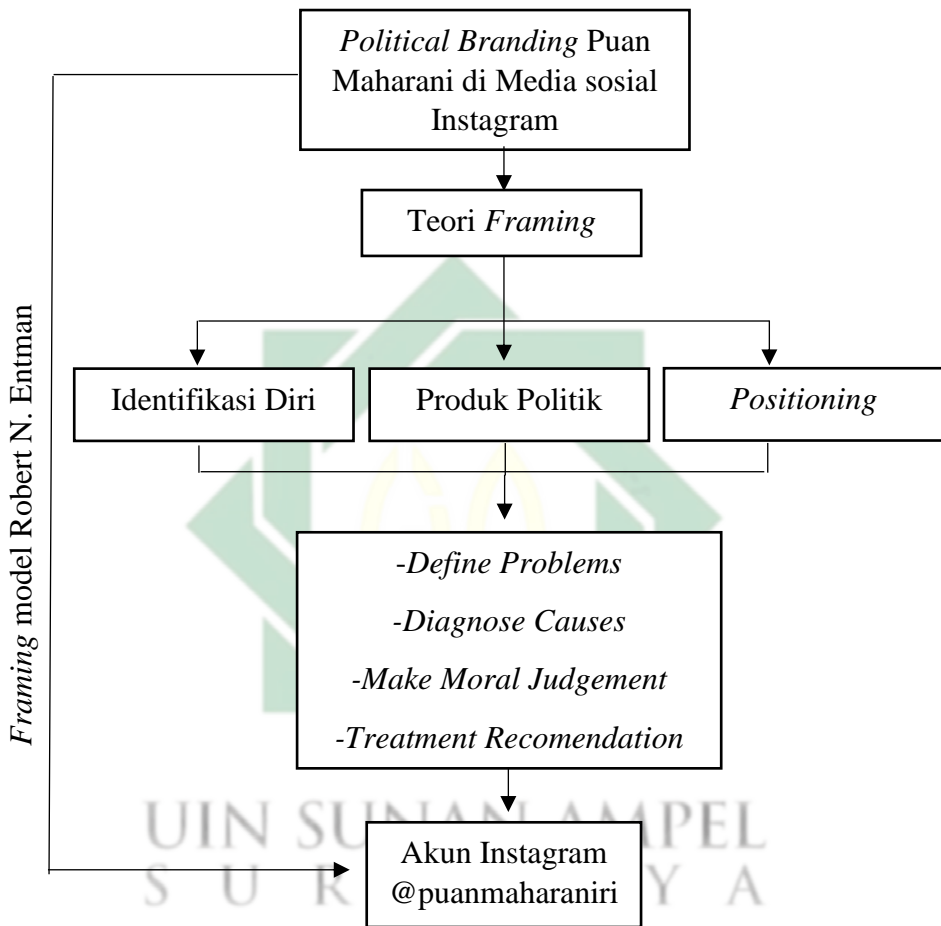 Political Branding Puan
Maharani di Media sosial
Instagram
Teori Framing
Framing model Robert N. Entman
Identifikasi Diri
Produk Politik
Positioning
-Define Problems
-Diagnose Causes
-Make Moral Judgement
-Treatment Recomendation
Akun Instagram
@puanmaharaniri
UIN SUNAN AMPEL
S U R A B A Y A